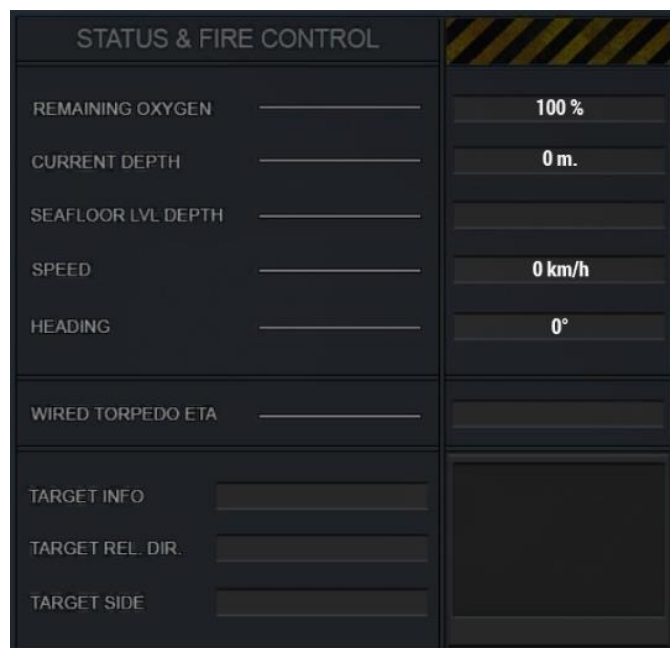 STATUS & FIRE CONTROL
REMAINING OXYGEN 100 %
CURRENT DEPTH 0 m.
SEAFLOOR LVL DEPTH
SPEED 0 km/h
HEADING 0°
WIRED TORPEDO ETA
TARGET INFO
TARGET REL. DIR.
TARGET SIDE